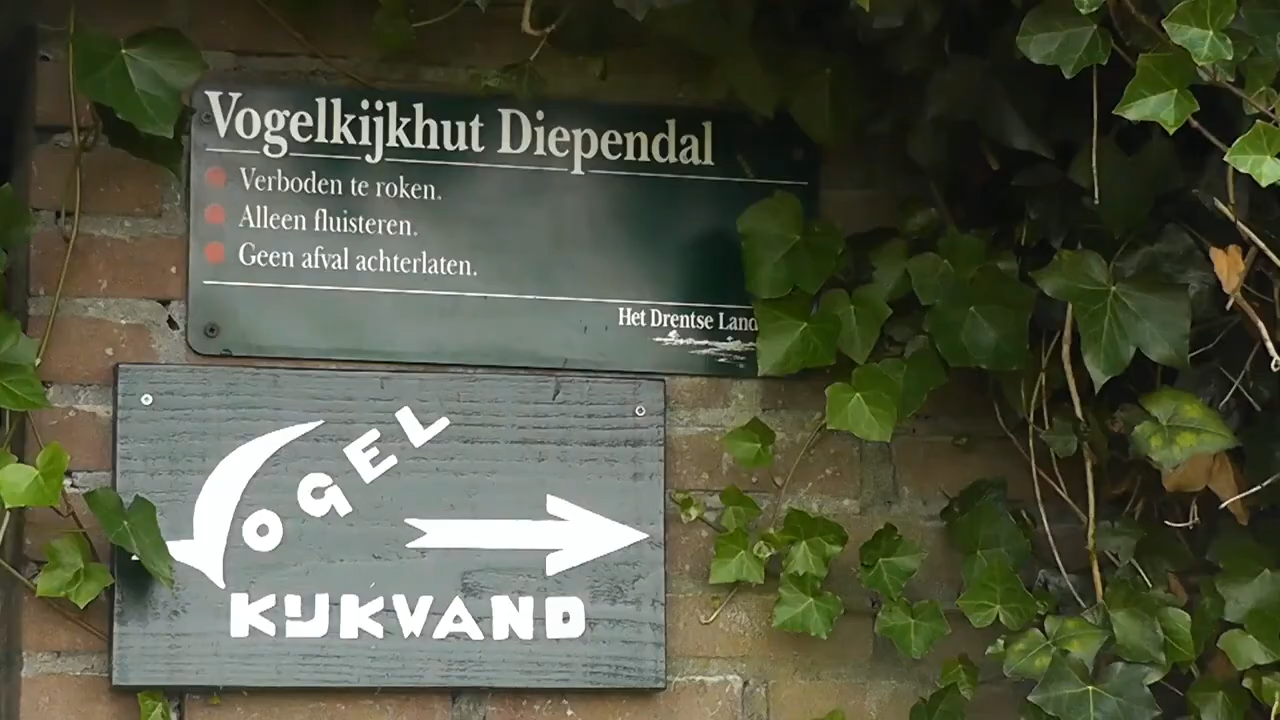 Vogelkijkhut Diependal
Verboden te roken.
Alleen fluisteren.
Geen afval achterlaten.
Het Drentse Land
VOGEL
KIJKVAND